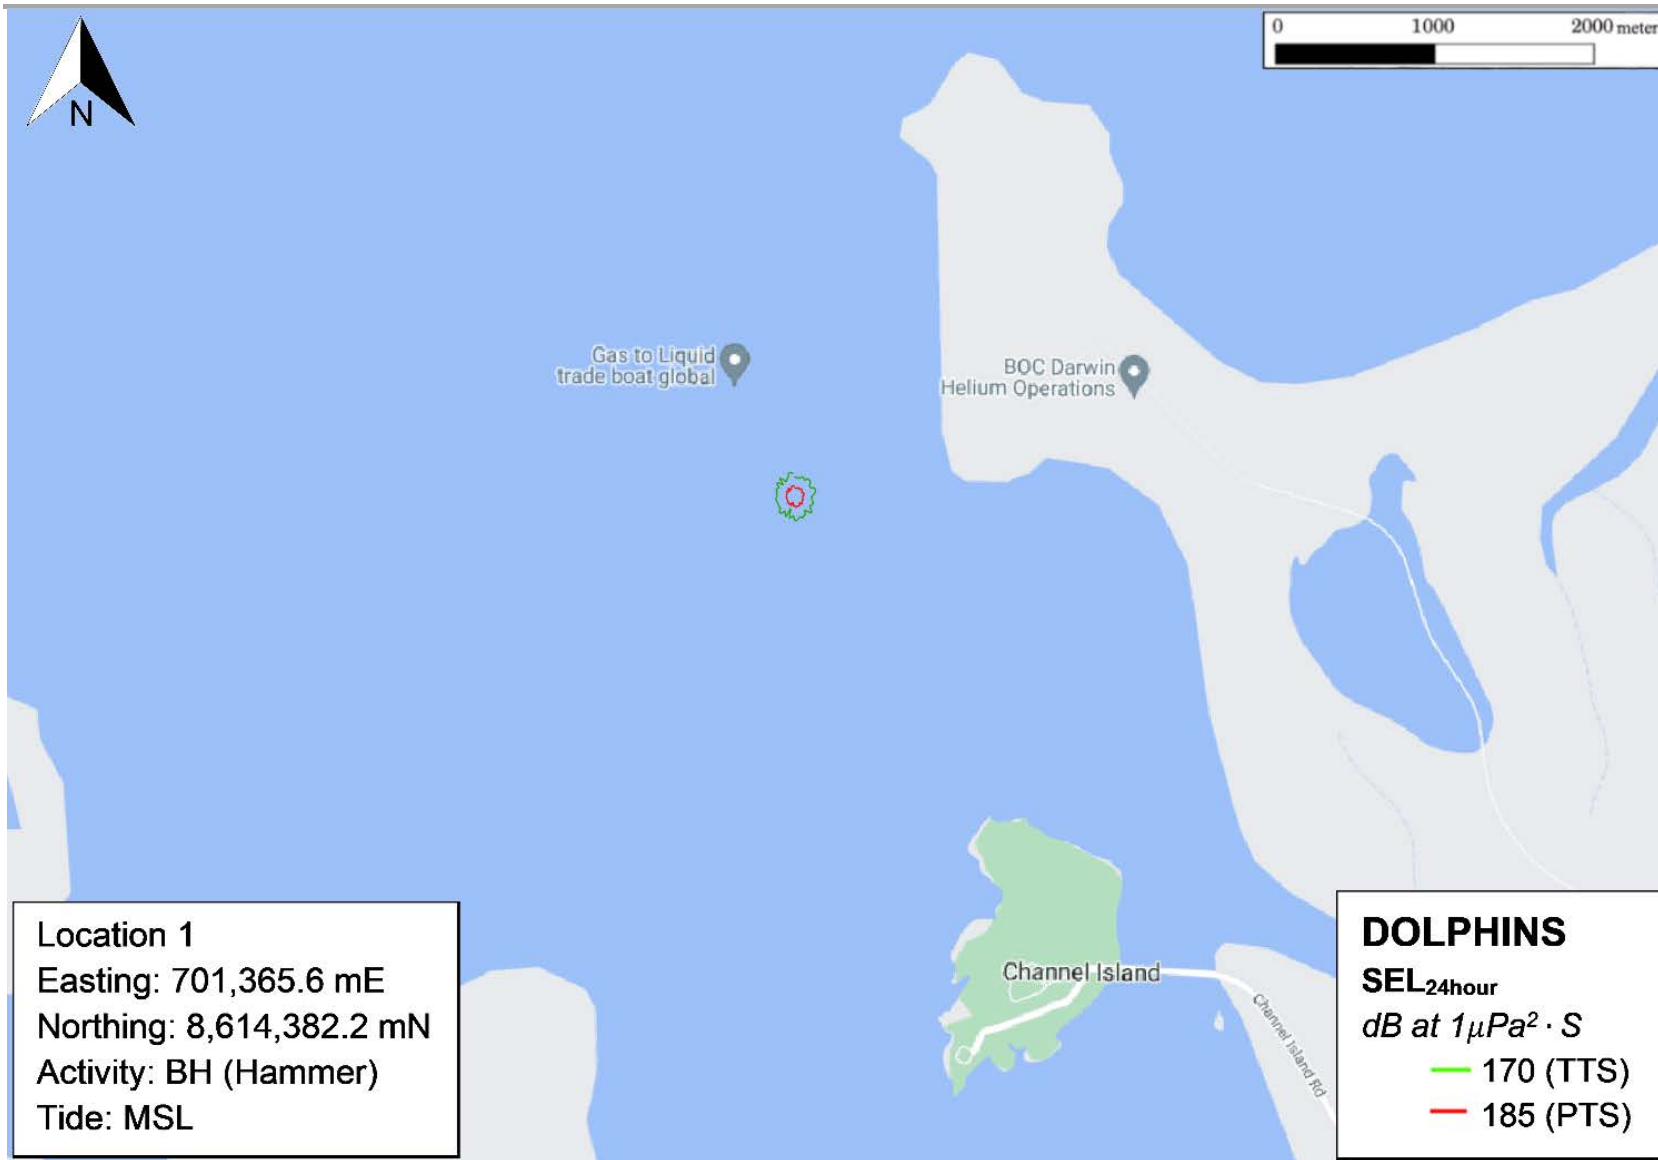 0 1000 2000 meter
N
Gas to Liquid
trade boat global
BOC Darwin
Helium Operations
Channel Island
Channel Island Rd
Location 1
Easting: 701,365.6 mE
Northing: 8,614,382.2 mN
Activity: BH (Hammer)
Tide: MSL
DOLPHINS
SEL24hour
dB at 1μPa² · S
170 (TTS)
185 (PTS)